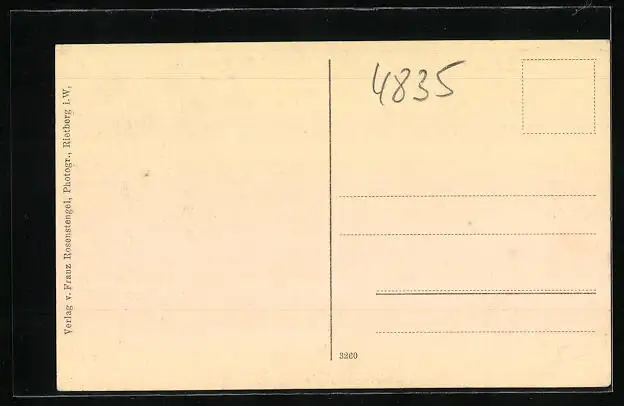 Verlag v. Franz Rosenstengel, Photogr., Rietberg i. W.
4835
3260